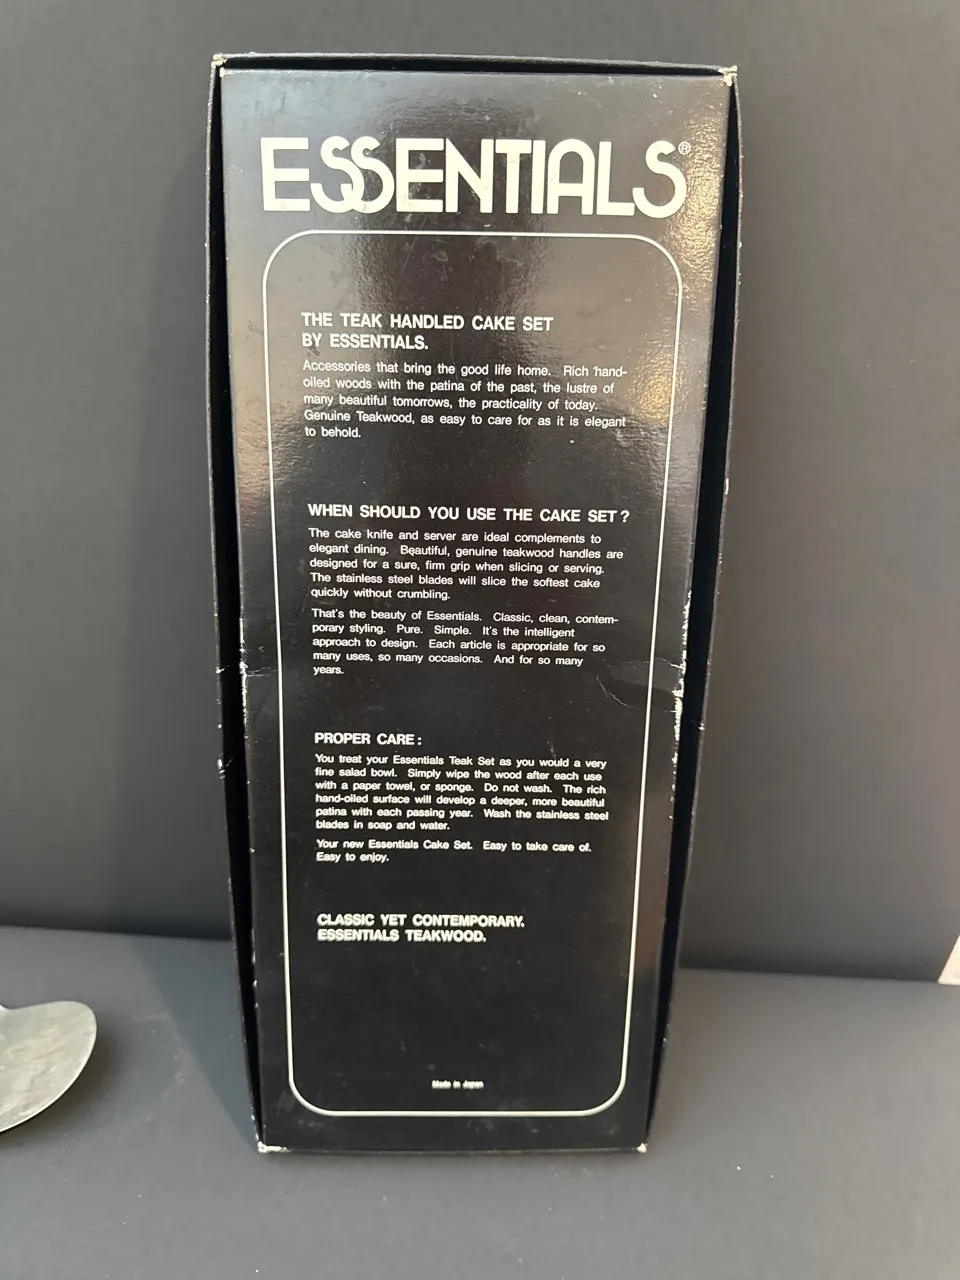 ESSENTIALS®
THE TEAK HANDLED CAKE SET
BY ESSENTIALS.
Accessories that bring the good life home. Rich hand-
oiled woods with the patina of the past, the lustre of
many beautiful tomorrows, the practicality of today.
Genuine Teakwood, as easy to care for as it is elegant
to behold.
WHEN SHOULD YOU USE THE CAKE SET ?
The cake knife and server are ideal complements to
elegant dining. Beautiful, genuine teakwood handles are
designed for a sure, firm grip when slicing or serving.
The stainless steel blades will slice the softest cake
quickly without crumbling.
That's the beauty of Essentials. Classic, clean, contem-
porary styling. Pure. Simple. It's the intelligent
approach to design. Each article is appropriate for so
many uses, so many occasions. And for so many
years.
PROPER CARE :
You treat your Essentials Teak Set as you would a very
fine salad bowl. Simply wipe the wood after each use
with a paper towel, or sponge. Do not wash. The rich
hand-oiled surface will develop a deeper, more beautiful
patina with each passing year. Wash the stainless steel
blades in soap and water.
Your new Essentials Cake Set. Easy to take care of.
Easy to enjoy.
CLASSIC YET CONTEMPORARY.
ESSENTIALS TEAKWOOD.
Made in Japan